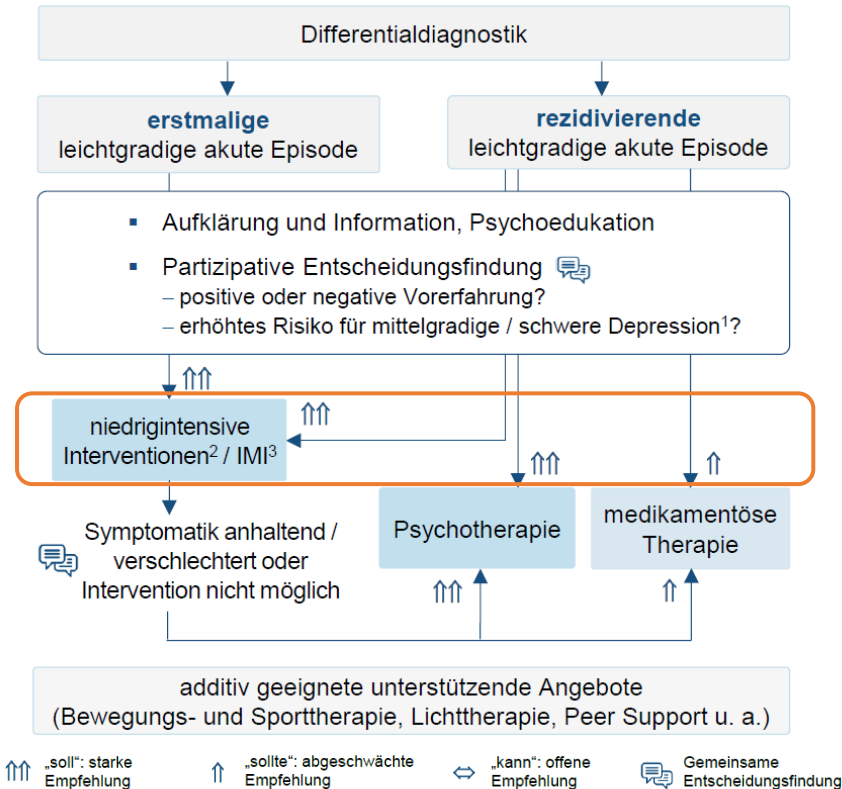 Differentialdiagnostik
erstmalige
leichtgradige akute Episode
rezidivierende
leichtgradige akute Episode
▪ Aufklärung und Information, Psychoedukation
▪ Partizipative Entscheidungsfindung
– positive oder negative Vorerfahrung?
– erhöhtes Risiko für mittelgradige / schwere Depression¹?
⇑⇑
niedrigintensive
Interventionen² / IMI³
⇑⇑
⇑⇑
⇑
Symptomatik anhaltend /
verschlechtert oder
Intervention nicht möglich
Psychotherapie
medikamentöse
Therapie
⇑⇑
⇑
additiv geeignete unterstützende Angebote
(Bewegungs- und Sporttherapie, Lichttherapie, Peer Support u. a.)
⇑⇑ „soll“: starke
Empfehlung
⇑ „sollte“: abgeschwächte
Empfehlung
⇔ „kann“: offene
Empfehlung
Gemeinsame
Entscheidungsfindung